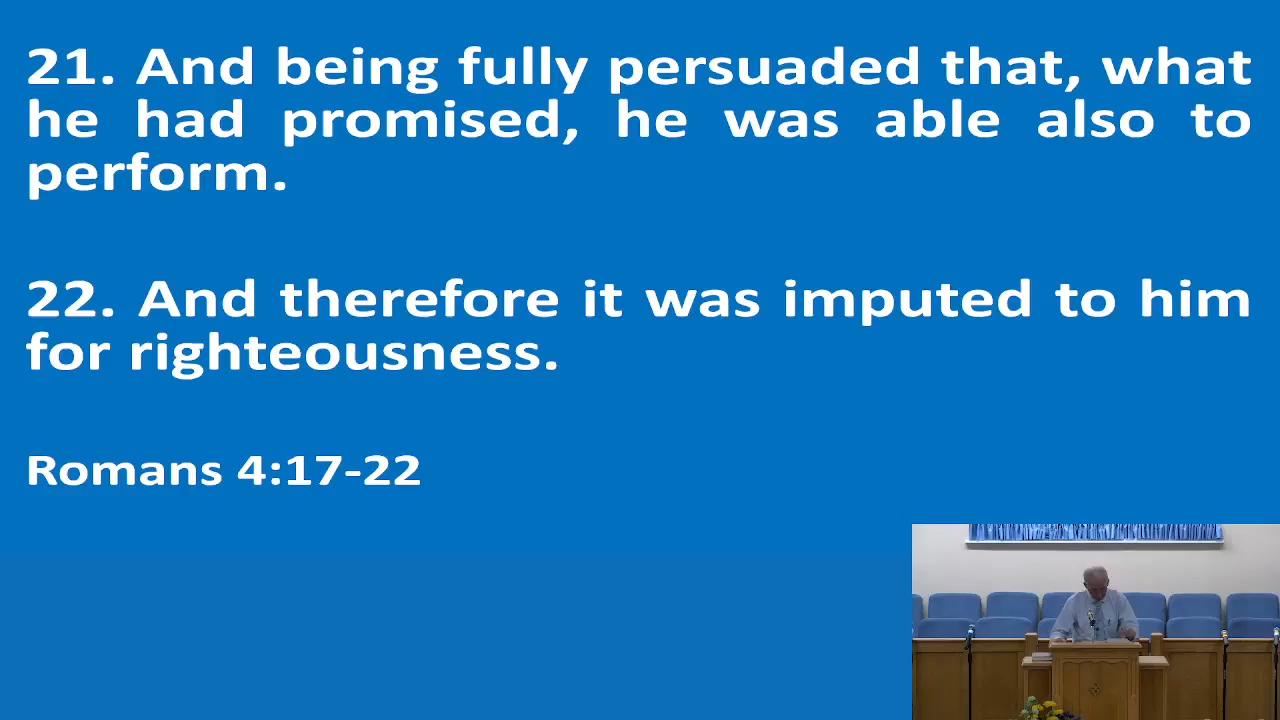 21. And being fully persuaded that, what
he had promised, he was able also to
perform.
22. And therefore it was imputed to him
for righteousness.
Romans 4:17-22